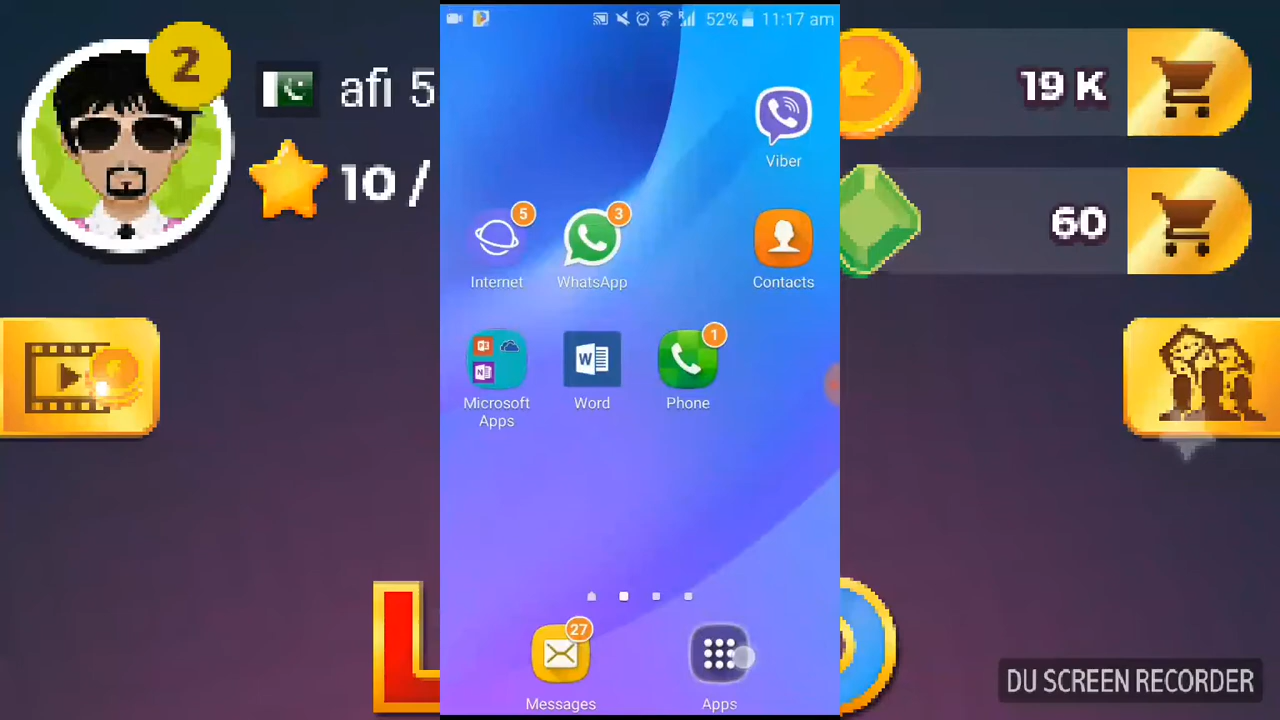 2
afi 5
10 /
52% 11:17 am
19 K
60
Viber
5
Internet
3
WhatsApp
Contacts
W
Microsoft
Apps
Word
1
Phone
27
Messages
Apps
L
DU SCREEN RECORDER